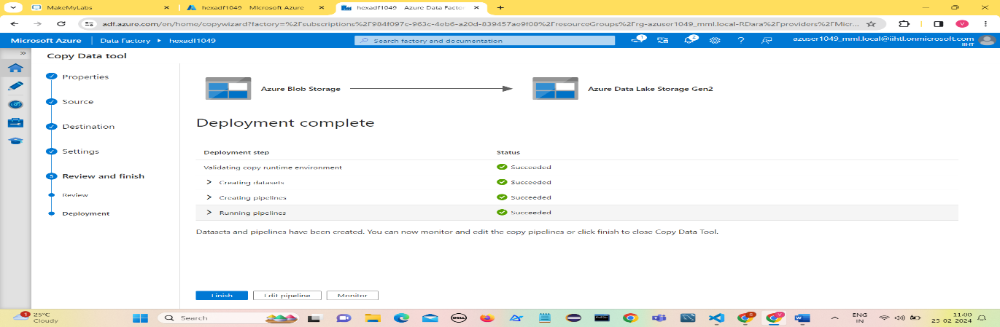 MakeMyLabs
hexadf1049 - Microsoft Azure
hexadf1049 - Azure Data Factor
adf.azure.com/en/home/copywizard?factory=%2Fsubscriptions%2F984f097c-963c-4eb6-a20d-839457ae9f08%2FresourceGroups%2Frg-azuser1049_mml.local-RDara%2Fproviders%2FMicr...
V
Microsoft Azure
Data Factory
hexadf1049
Search factory and documentation
1
2
azuser1049_mml.local@iihtl.onmicrosoft.com
IIHT
Copy Data tool
Properties
Source
Destination
Settings
5
Review and finish
Review
Deployment
Azure Blob Storage
Azure Data Lake Storage Gen2
Deployment complete
Deployment step Status
Validating copy runtime environment Succeeded
Creating datasets Succeeded
Creating pipelines Succeeded
Running pipelines Succeeded
Datasets and pipelines have been created. You can now monitor and edit the copy pipelines or click finish to close Copy Data Tool.
Finish
Edit pipeline
Monitor
1
25°C
Cloudy
Search
DELL
ENG
IN
11:00
25-02-2024